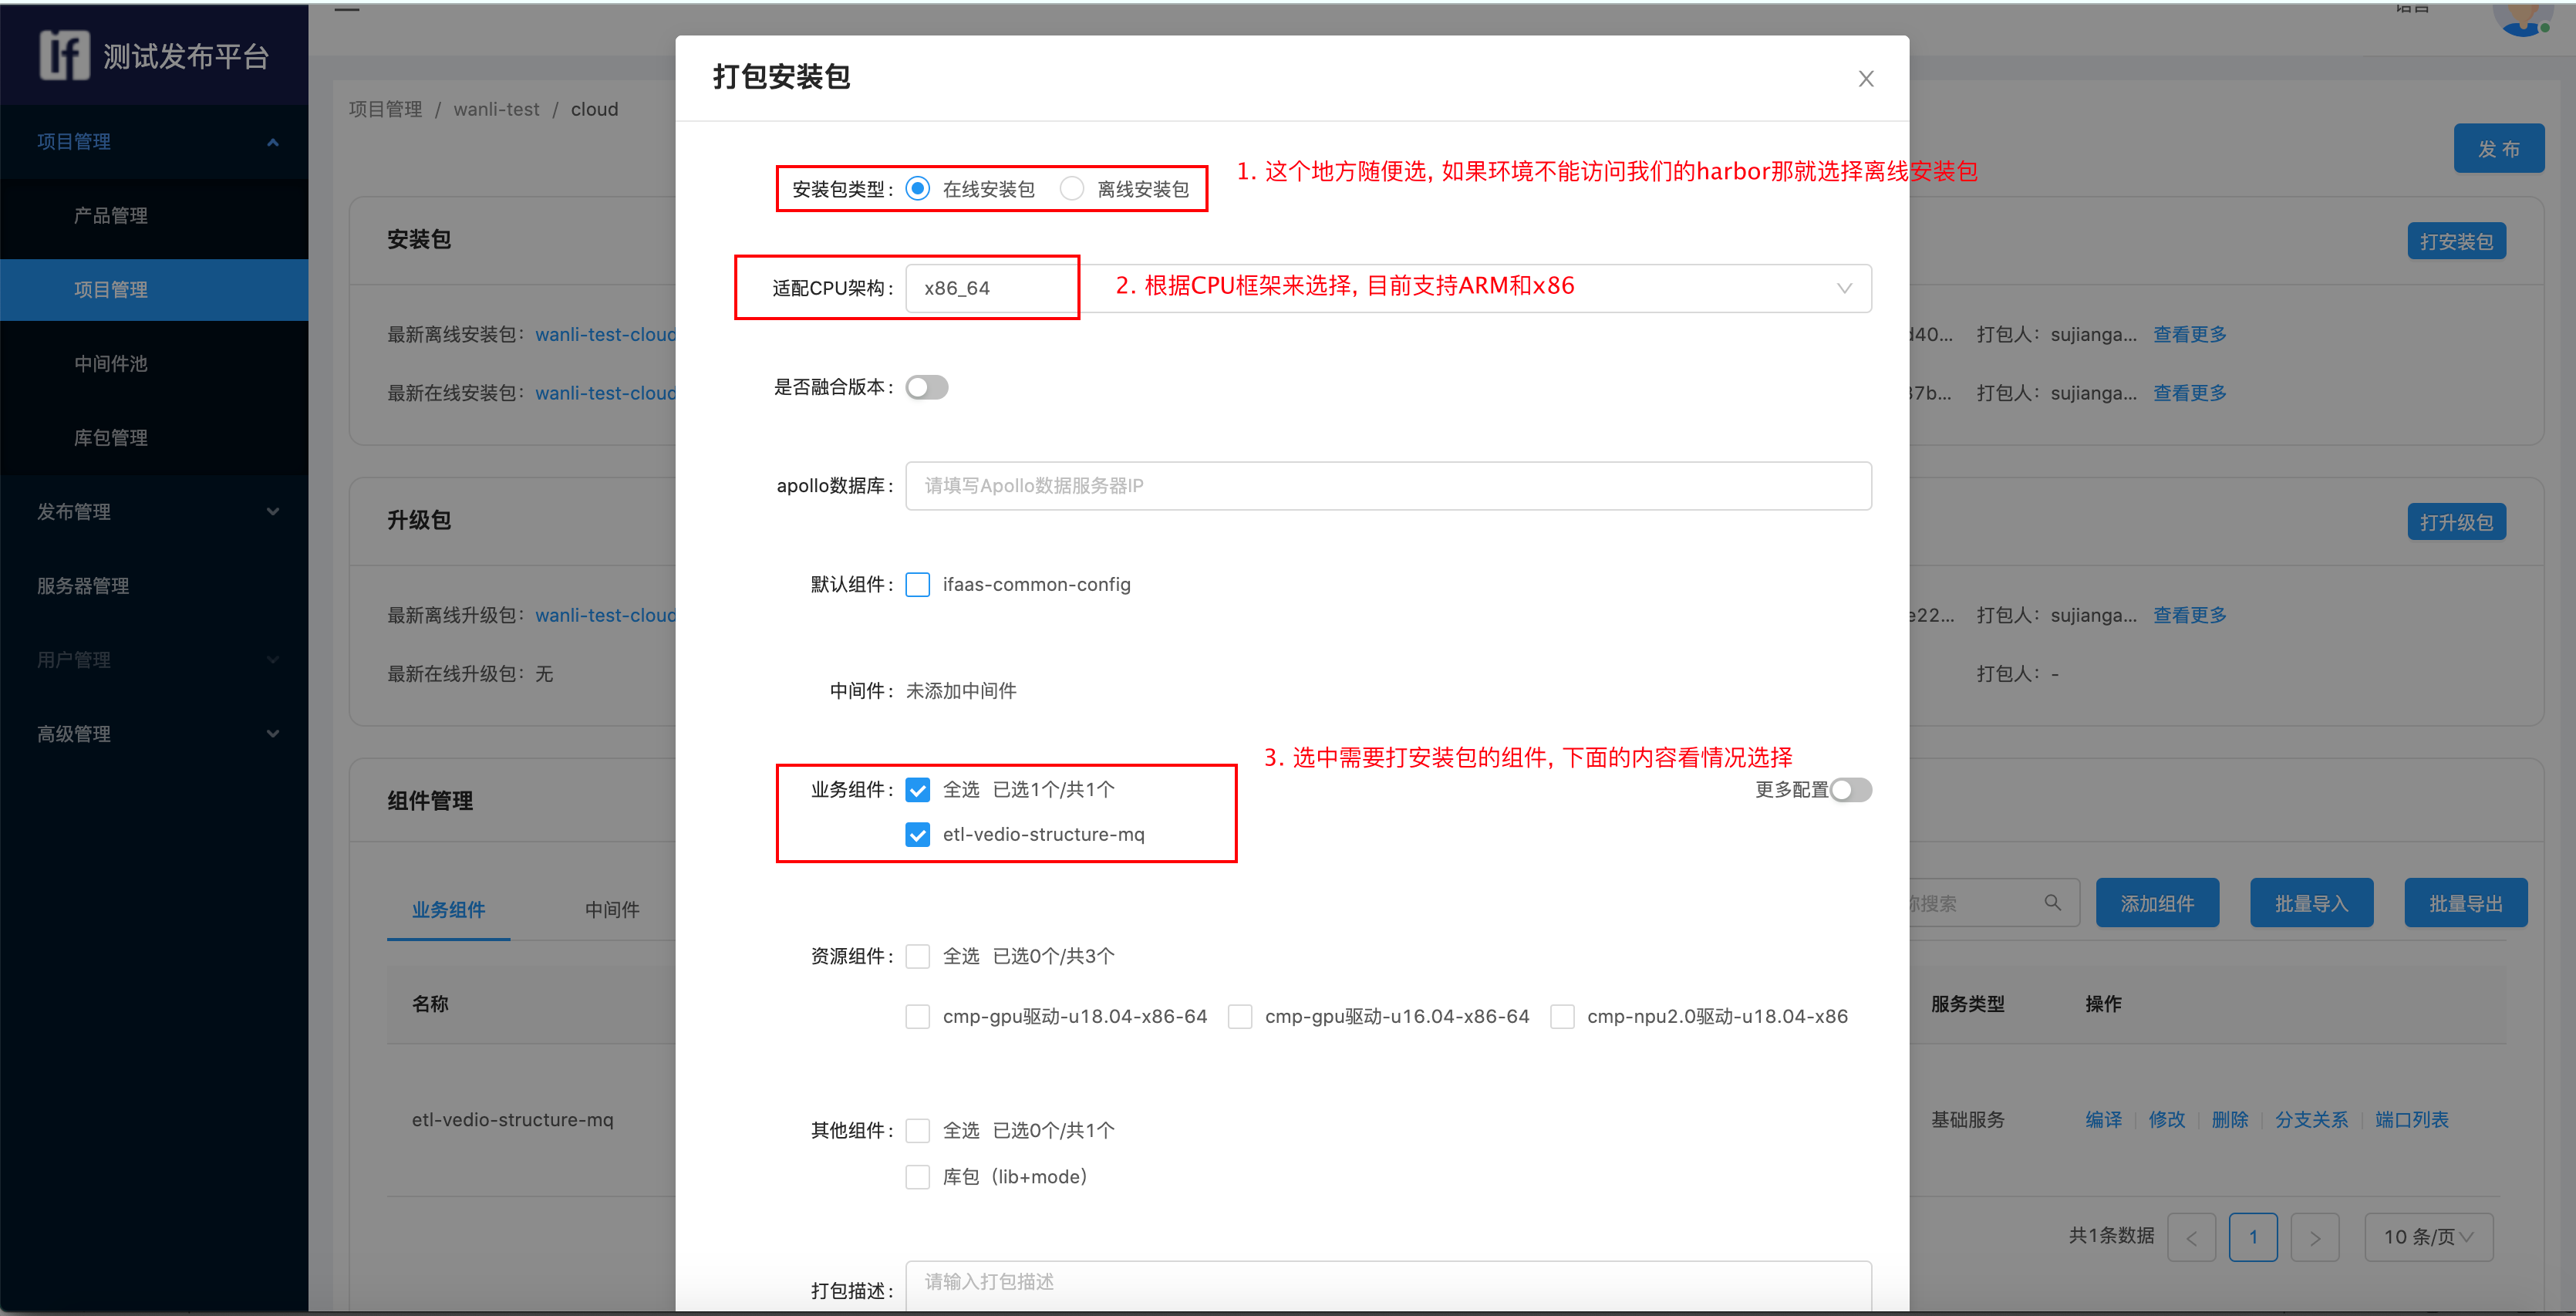 测试发布平台
项目管理
产品管理
项目管理
中间件池
库包管理
发布管理
服务器管理
用户管理
高级管理
项目管理 / wanli-test / cloud
发 布
安装包
打安装包
最新离线安装包： wanli-test-cloud
d40... 打包人： sujianga... 查看更多
最新在线安装包： wanli-test-cloud
37b... 打包人： sujianga... 查看更多
升级包
打升级包
最新离线升级包： wanli-test-cloud
e22... 打包人： sujianga... 查看更多
最新在线升级包： 无
打包人： -
组件管理
业务组件 中间件
称搜索 添加组件 批量导入 批量导出
名称 服务类型 操作
etl-vedio-structure-mq 基础服务 编译 修改 删除 分支关系 端口列表
共1条数据 < 1 > 10 条/页
打包安装包
安装包类型： 在线安装包 离线安装包
1. 这个地方随便选, 如果环境不能访问我们的harbor那就选择离线安装包
适配CPU架构： x86_64
2. 根据CPU框架来选择, 目前支持ARM和x86
是否融合版本：
apollo数据库： 请填写Apollo数据服务器IP
默认组件： ifaas-common-config
中间件： 未添加中间件
3. 选中需要打安装包的组件, 下面的内容看情况选择
业务组件： 全选 已选1个/共1个 更多配置
etl-vedio-structure-mq
资源组件： 全选 已选0个/共3个
cmp-gpu驱动-u18.04-x86-64 cmp-gpu驱动-u16.04-x86-64 cmp-npu2.0驱动-u18.04-x86
其他组件： 全选 已选0个/共1个
库包（lib+mode）
打包描述： 请输入打包描述